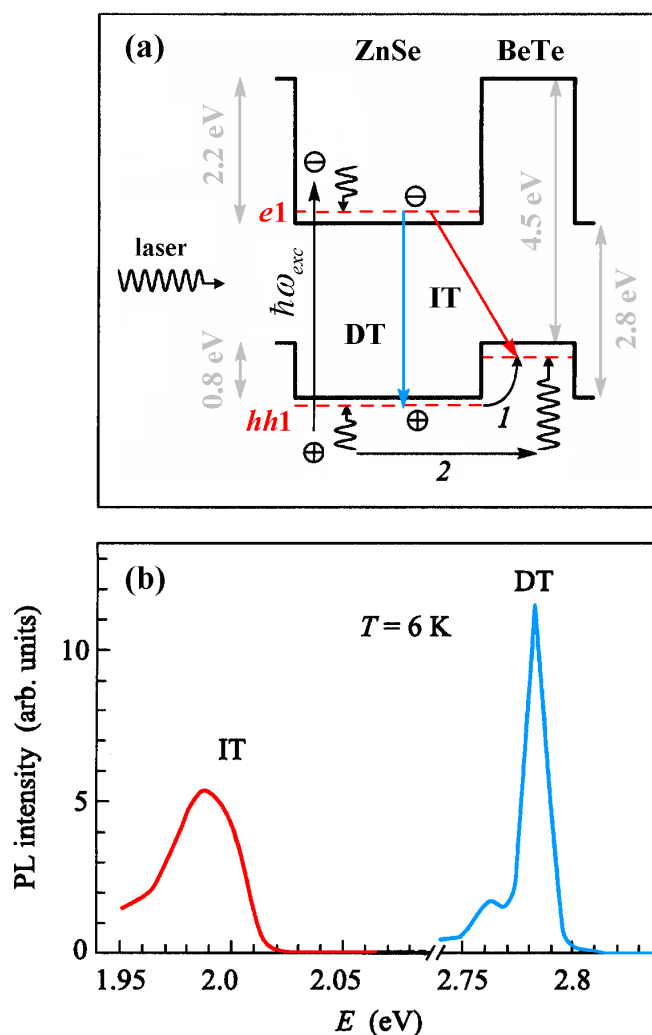 (a) ZnSe BeTe
2.2 eV
e1
4.5 eV
laser
ħω_exc
IT
2.8 eV
DT
0.8 eV
hh1
1
2
(b)
DT
T = 6 K
IT
PL intensity (arb. units)
10
5
0
1.95 2.0 2.05 2.75 2.8
E (eV)